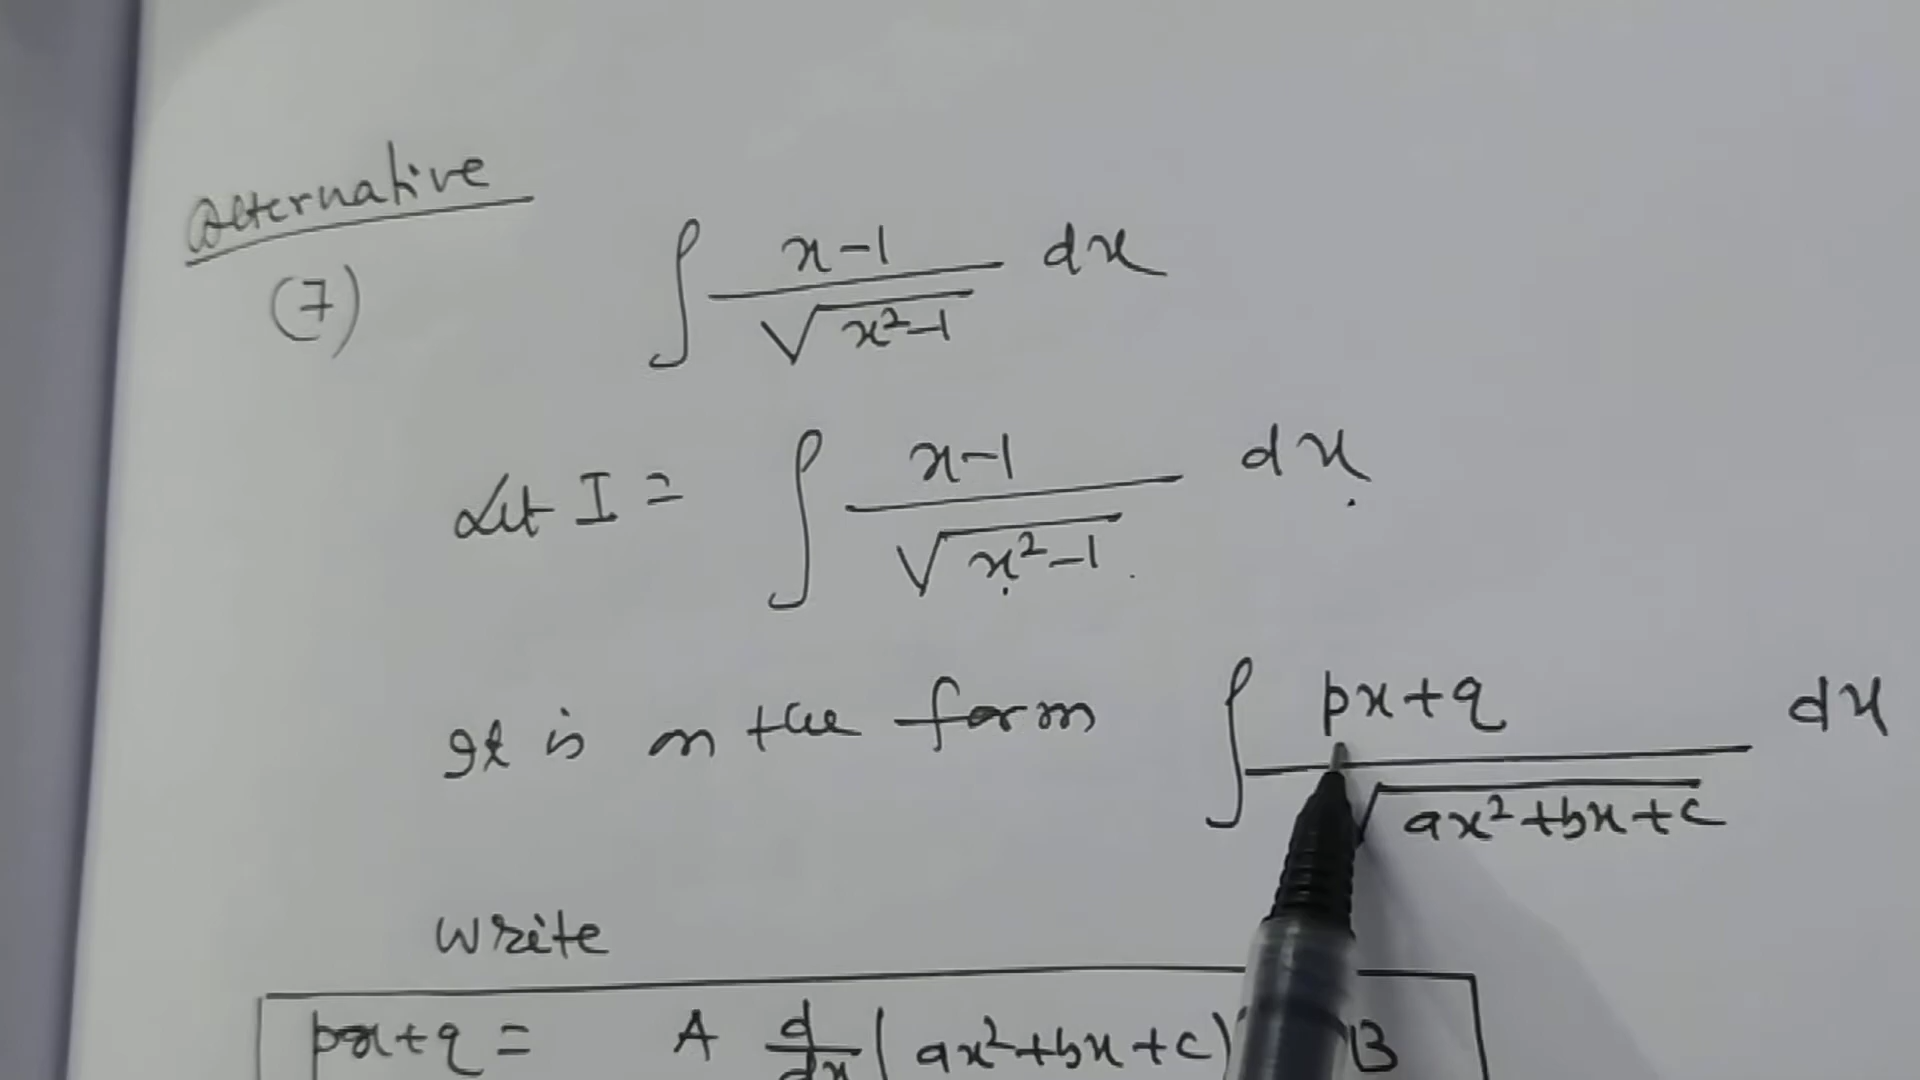 Alternative
(7) ∫ x-1 / √(x²-1) dx
Let I = ∫ x-1 / √(x²-1) dx
It is in the form ∫ px+q / √(ax²+bx+c) dx
write
px+q = A d/dx (ax²+bx+c) B